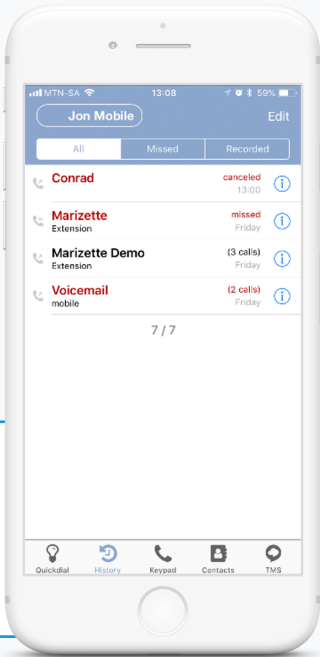 MTN-SA 13:08 59%
Jon Mobile Edit
All Missed Recorded
Conrad canceled
13:00
Marizette missed
Extension Friday
Marizette Demo (3 calls)
Extension Friday
Voicemail (2 calls)
mobile Friday
7 / 7
Quickdial History Keypad Contacts TMS